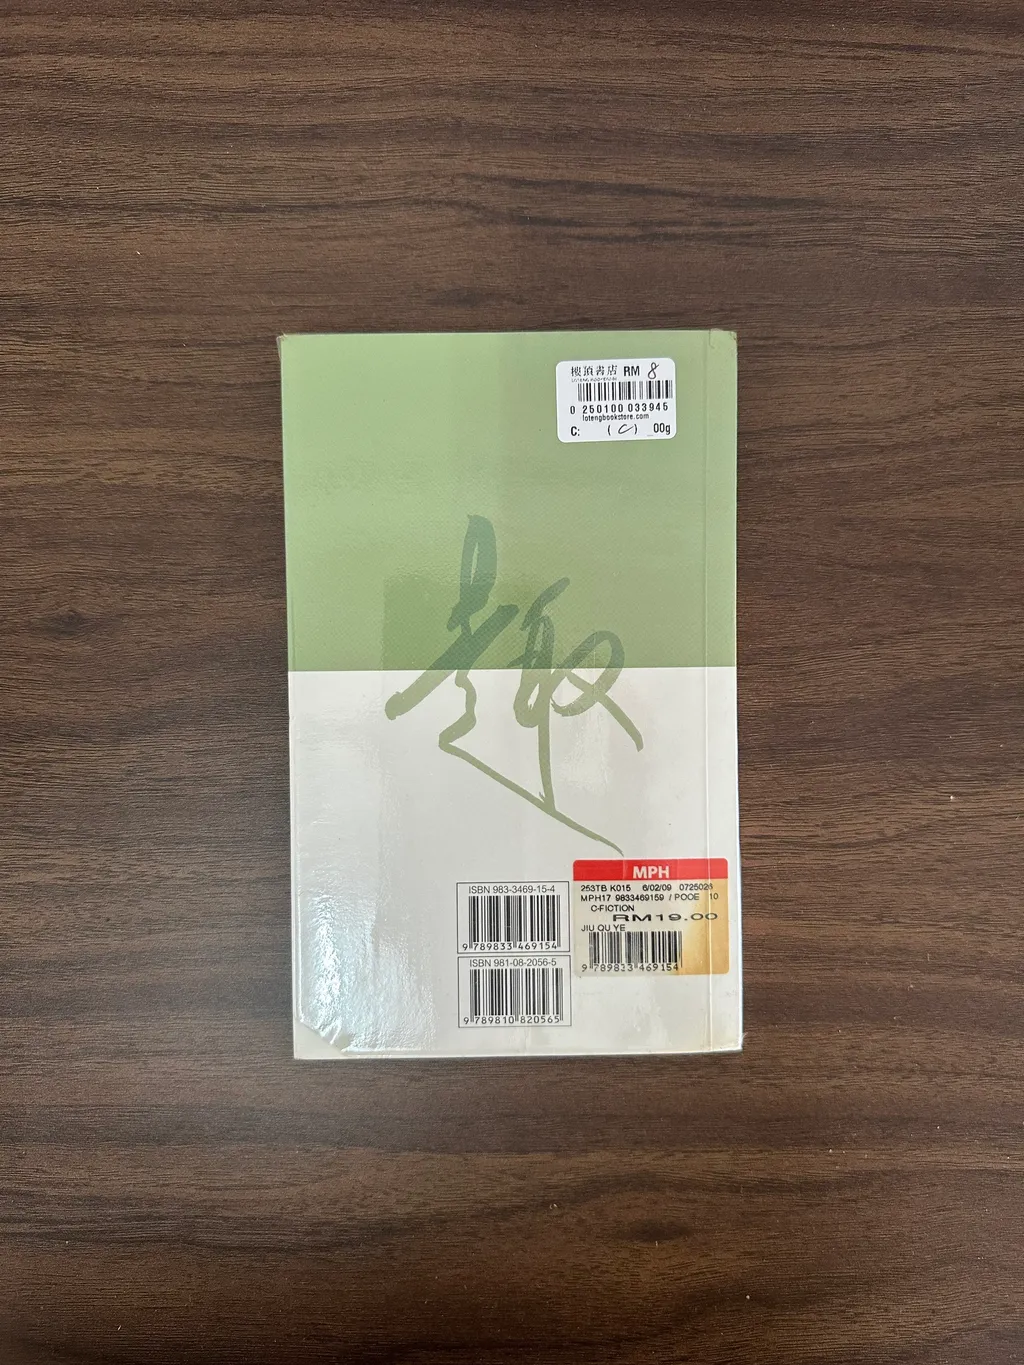 樓頂書店 RM 8
0 250100 033945
lotengbookstore.com
C: (C) 00g
趣
MPH
253TB K015 6/02/09 0725026
MPH17 9833469159 / POOE 10
C-FICTION
RM19.00
JIU QU YE
9 789833 469154
ISBN 983-3469-15-4
9 789833 469154
ISBN 981-08-2056-5
9 789810 820565